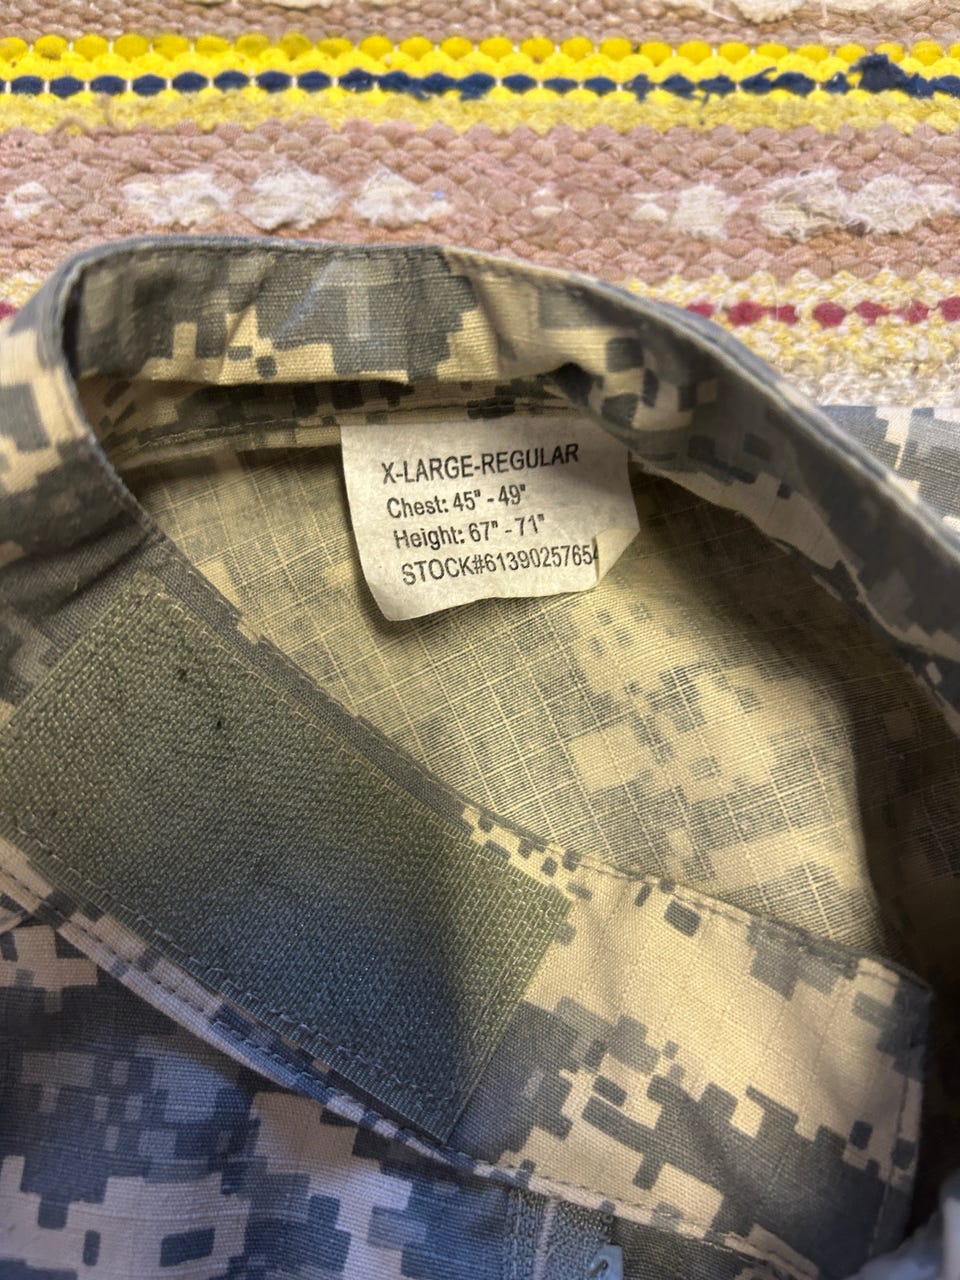 X-LARGE-REGULAR
Chest: 45" - 49"
Height: 67" - 71"
STOCK#61390257654